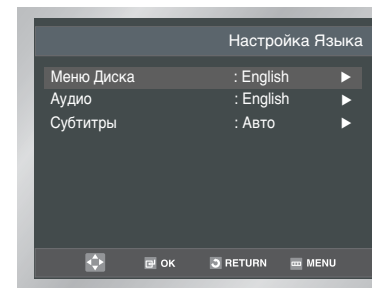 Настройка Языка
Меню Диска : English ►
Аудио : English ►
Субтитры : Авто ►
OK RETURN MENU